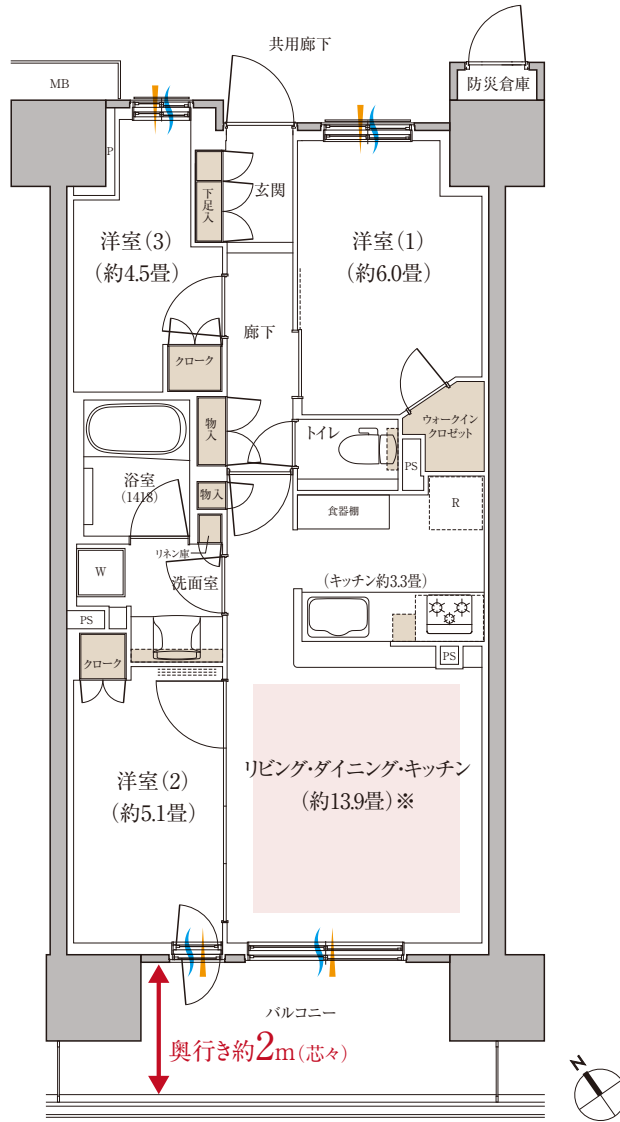 共用廊下
MB
防災倉庫
P
下足入
玄関
洋室(3)
(約4.5畳)
洋室(1)
(約6.0畳)
廊下
クローク
物入
トイレ
ウォークイン
クロゼット
PS
浴室
(1418)
物入
食器棚
R
リネン庫
W
洗面室
(キッチン約3.3畳)
PS
クローク
PS
リビング・ダイニング・キッチン
(約13.9畳)※
洋室(2)
(約5.1畳)
バルコニー
奥行き約2m(芯々)
N